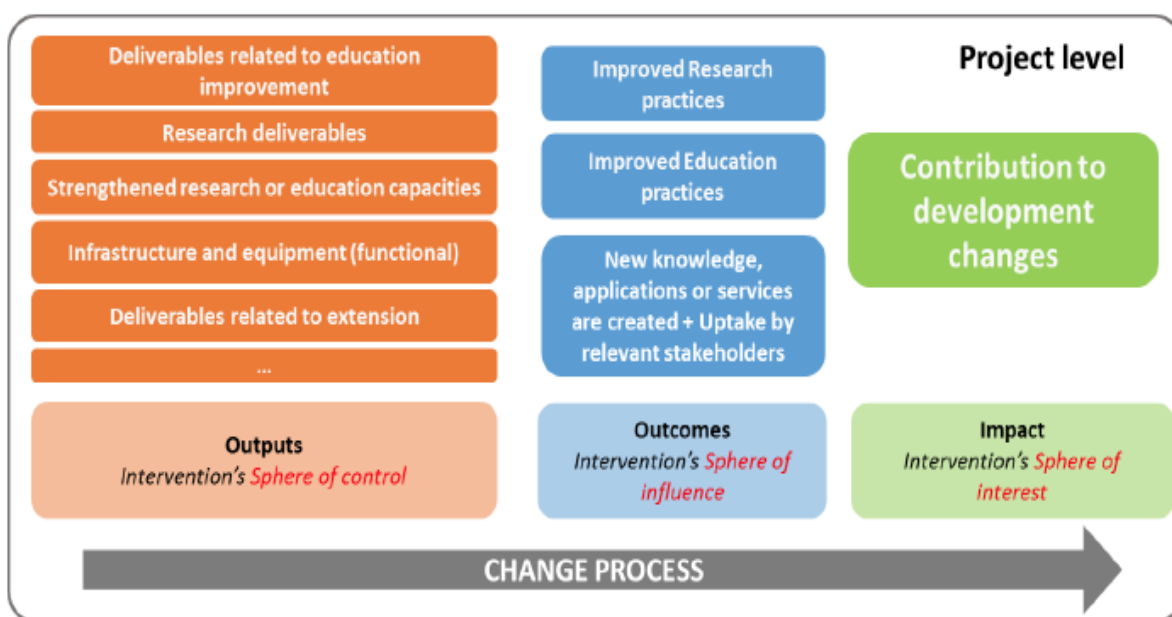 Project level
Deliverables related to education
improvement
Research deliverables
Strengthened research or education capacities
Infrastructure and equipment (functional)
Deliverables related to extension
...
Improved Research
practices
Improved Education
practices
New knowledge,
applications or services
are created + Uptake by
relevant stakeholders
Contribution to
development
changes
Outputs
Intervention's Sphere of control
Outcomes
Intervention's Sphere of
influence
Impact
Intervention's Sphere of
interest
CHANGE PROCESS